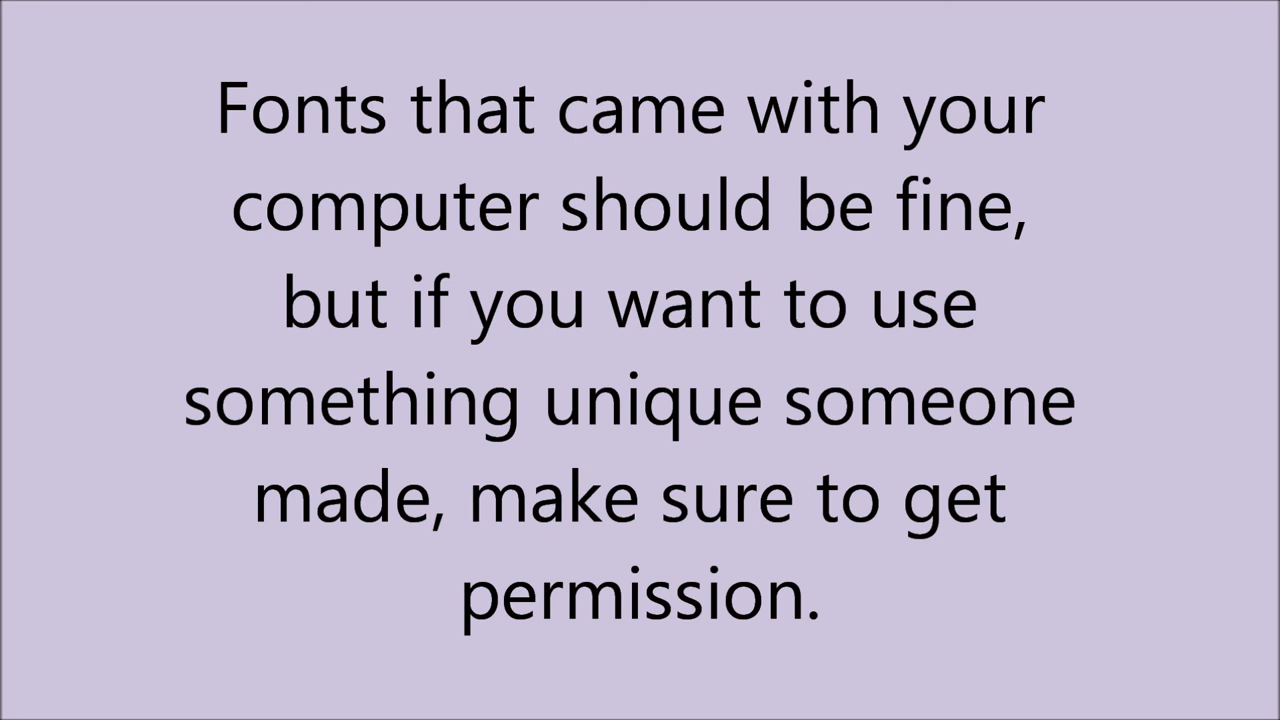 Fonts that came with your
computer should be fine,
but if you want to use
something unique someone
made, make sure to get
permission.